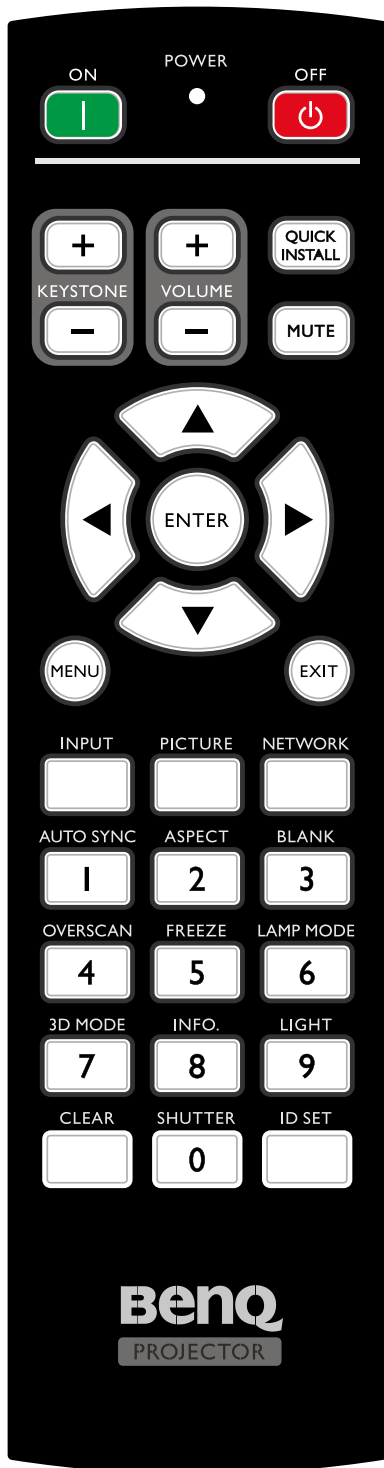 POWER
ON OFF
+ + QUICK
INSTALL
KEYSTONE VOLUME
− − MUTE
ENTER
MENU EXIT
INPUT PICTURE NETWORK
AUTO SYNC ASPECT BLANK
1 2 3
OVERSCAN FREEZE LAMP MODE
4 5 6
3D MODE INFO. LIGHT
7 8 9
CLEAR SHUTTER ID SET
0
BenQ
PROJECTOR